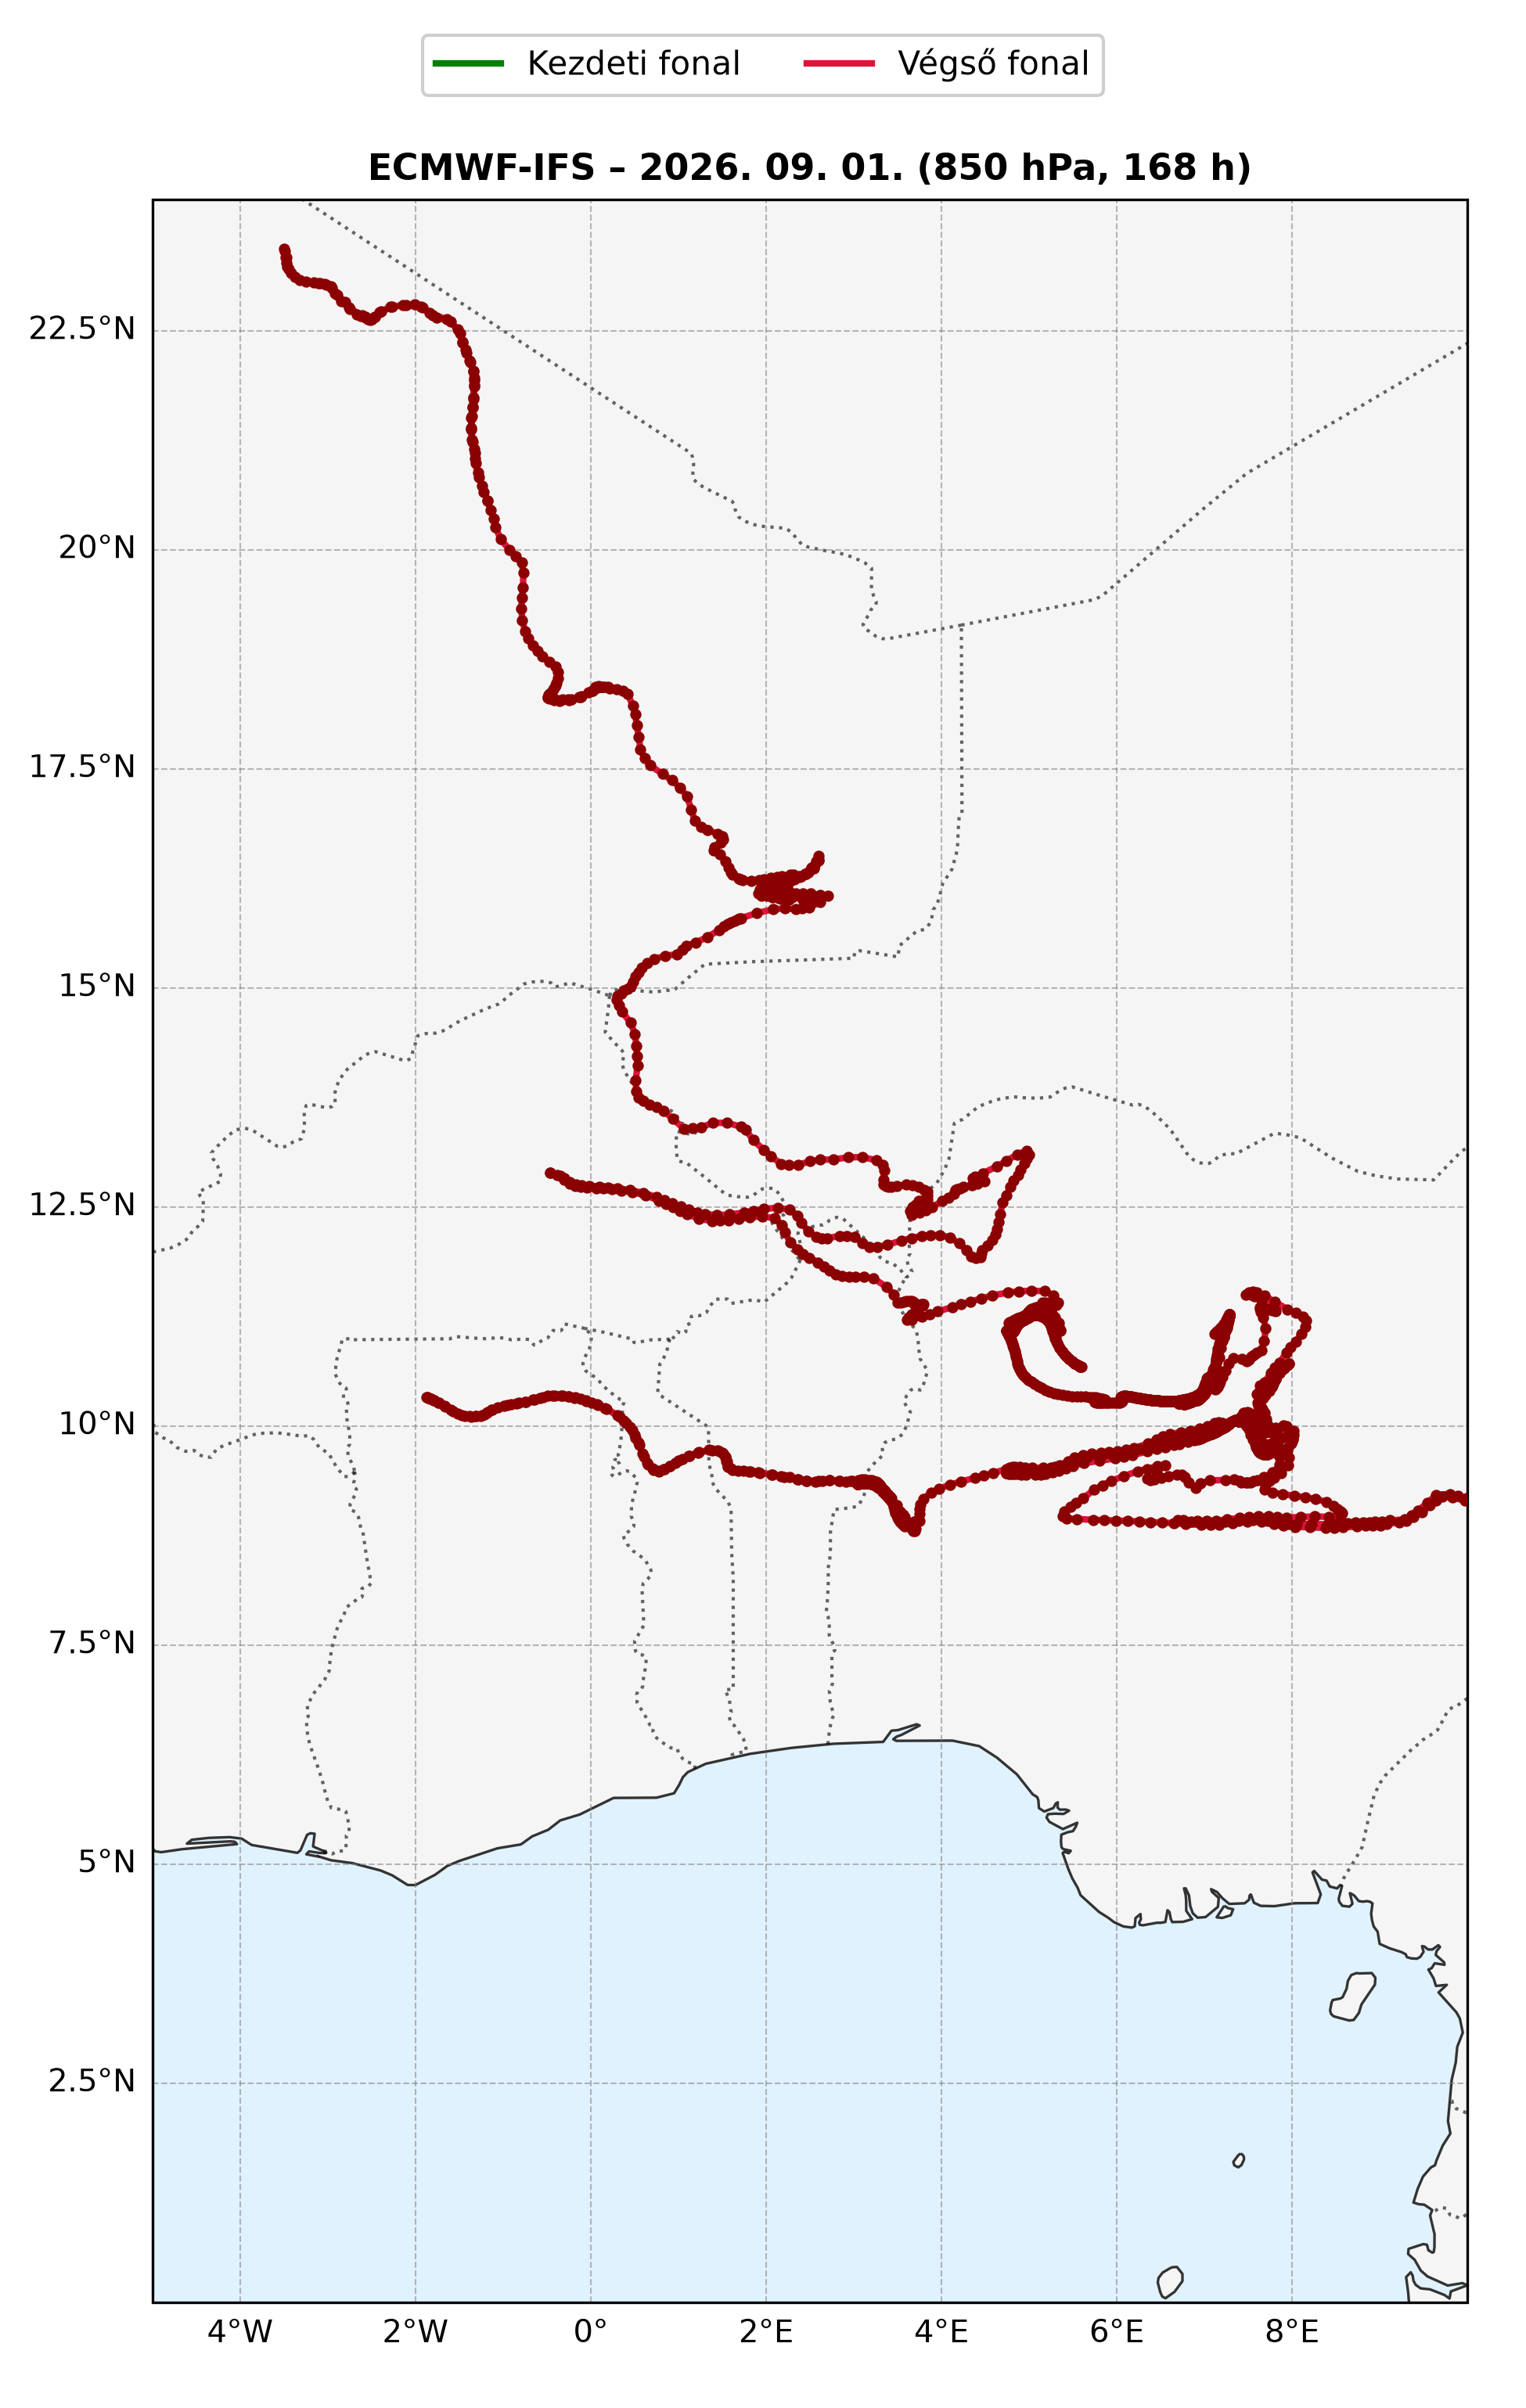 Kezdeti fonal Végső fonal
ECMWF-IFS – 2026. 09. 01. (850 hPa, 168 h)
22.5°N
20°N
17.5°N
15°N
12.5°N
10°N
7.5°N
5°N
2.5°N
4°W 2°W 0° 2°E 4°E 6°E 8°E